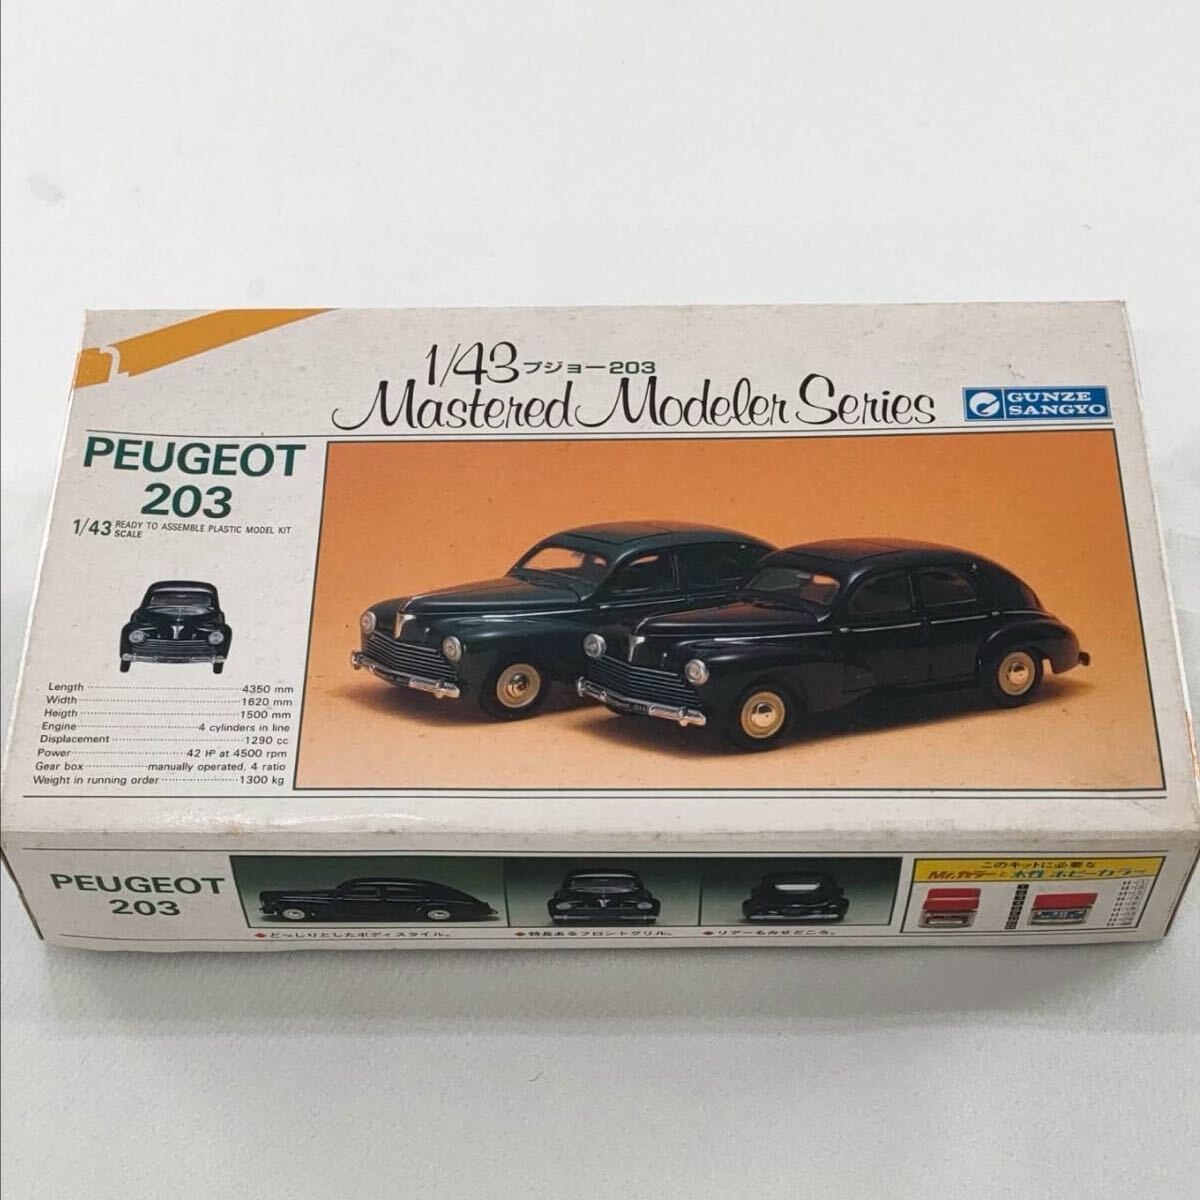 1/43 プジョー203
Mastered Modeler Series
GUNZE
SANGYO
PEUGEOT
203
1/43 READY TO ASSEMBLE PLASTIC MODEL KIT
SCALE
Length 4350 mm
Width 1620 mm
Heigth 1500 mm
Engine 4 cylinders in line
Displacement 1290 cc
Power 42 HP at 4500 rpm
Gear box manually operated, 4 ratio
Weight in running order 1300 kg
PEUGEOT
203
◆どっしりとしたボディスタイル。
◆特長あるフロントグリル。
◆リアーもみせどころ。
このキットに必要な
Mr.カラーと水性ホビーカラー